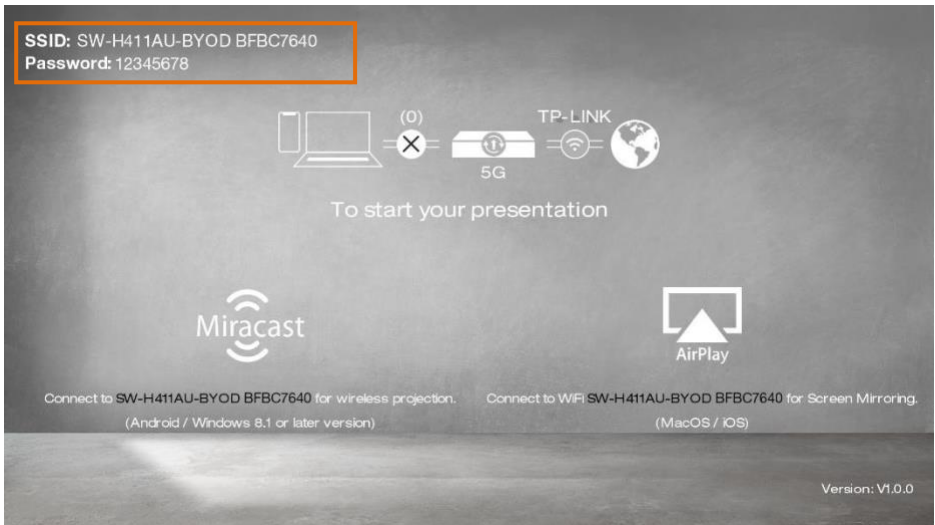 SSID: SW-H411AU-BYOD BFBC7640
Password: 12345678
(0)
TP-LINK
5G
To start your presentation
Miracast
AirPlay
Connect to SW-H411AU-BYOD BFBC7640 for wireless projection.
(Android / Windows 8.1 or later version)
Connect to WiFi SW-H411AU-BYOD BFBC7640 for Screen Mirroring.
(MacOS / iOS)
Version: V1.0.0